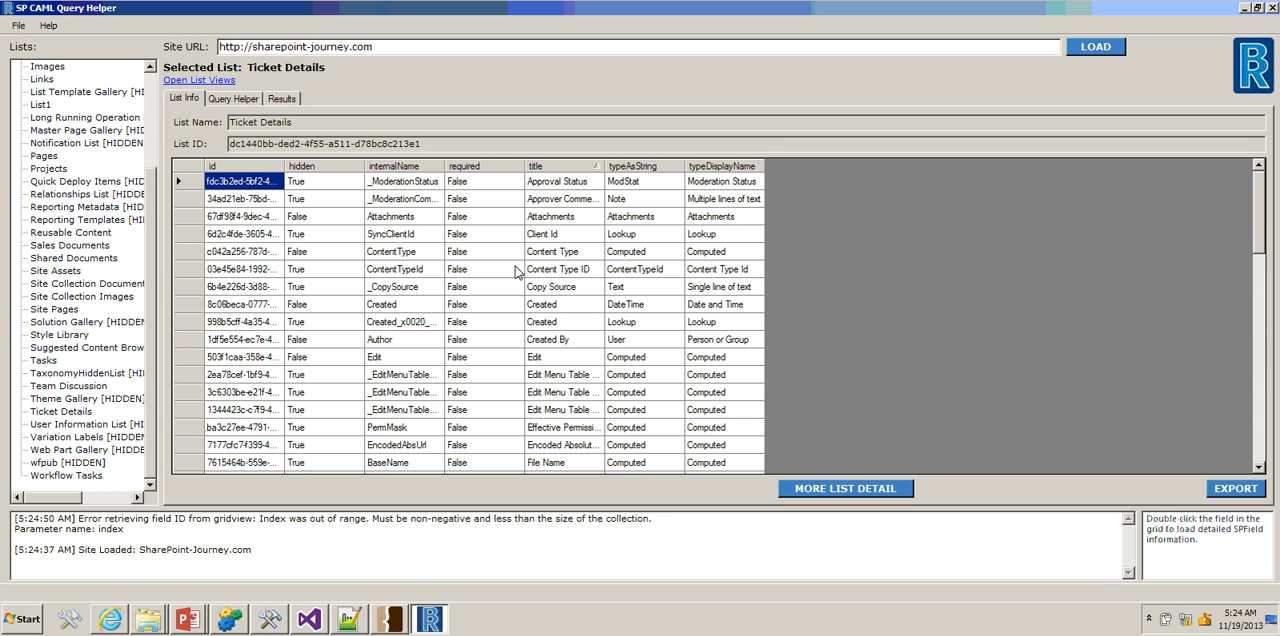 SP CAML Query Helper
File Help
Lists:
Images
Links
List Template Gallery [HI
List1
Long Running Operation
Master Page Gallery [HI
Notification List [HIDDEN
Pages
Projects
Quick Deploy Items [HID
Relationships List [HIDD
Reporting Metadata [HID
Reporting Templates [HI
Reusable Content
Sales Documents
Shared Documents
Site Assets
Site Collection Document
Site Collection Images
Site Pages
Solution Gallery [HIDDEN
Style Library
Suggested Content Brow
Tasks
TaxonomyHiddenList [HI
Team Discussion
Theme Gallery [HIDDEN]
Ticket Details
User Information List [HI
Variation Labels [HIDDE
Web Part Gallery [HIDDE
wfpub [HIDDEN]
Workflow Tasks
Site URL: http://sharepoint-journey.com LOAD
R
Selected List: Ticket Details
Open List Views
List Info Query Helper Results
List Name: Ticket Details
List ID: dc1440bb-ded2-4f55-a511-d78bc8c213e1
id hidden internalName required title typeAsString typeDisplayName
fdc3b2ed-5bf2-4... True _ModerationStatus False Approval Status ModStat Moderation Status
34ad21eb-75bd-... True _ModerationCom... False Approver Comme... Note Multiple lines of text
67df98f4-9dec-4... False Attachments False Attachments Attachments Attachments
6d2c4fde-3605-4... True SyncClientId False Client Id Lookup Lookup
c042a256-787d-... False ContentType False Content Type Computed Computed
03e45e84-1992-... True ContentTypeId False Content Type ID ContentTypeId Content Type Id
6b4e226d-3d88-... True _CopySource False Copy Source Text Single line of text
8c06beca-0777-... False Created False Created DateTime Date and Time
998b5cff-4a35-4... True Created_x0020_... False Created Lookup Lookup
1df5e554-ec7e-4... False Author False Created By User Person or Group
503f1caa-358e-4... False Edit False Edit Computed Computed
2ea78cef-1bf9-4... True _EditMenuTable... False Edit Menu Table ... Computed Computed
3c6303be-e21f-4... True _EditMenuTable... False Edit Menu Table ... Computed Computed
1344423c-c7f9-4... True _EditMenuTable... False Edit Menu Table ... Computed Computed
ba3c27ee-4791-... True PermMask False Effective Permissi... Computed Computed
7177cfc7-f399-4... True EncodedAbsUrl False Encoded Absolut... Computed Computed
7615464b-559e-... True BaseName False File Name Computed Computed
MORE LIST DETAIL EXPORT
[5:24:50 AM] Error retrieving field ID from gridview: Index was out of range. Must be non-negative and less than the size of the collection.
Parameter name: index
[5:24:37 AM] Site Loaded: SharePoint-Journey.com
Double click the field in the
grid to load detailed SPField
information.
Start
R
5:24 AM
11/19/2013